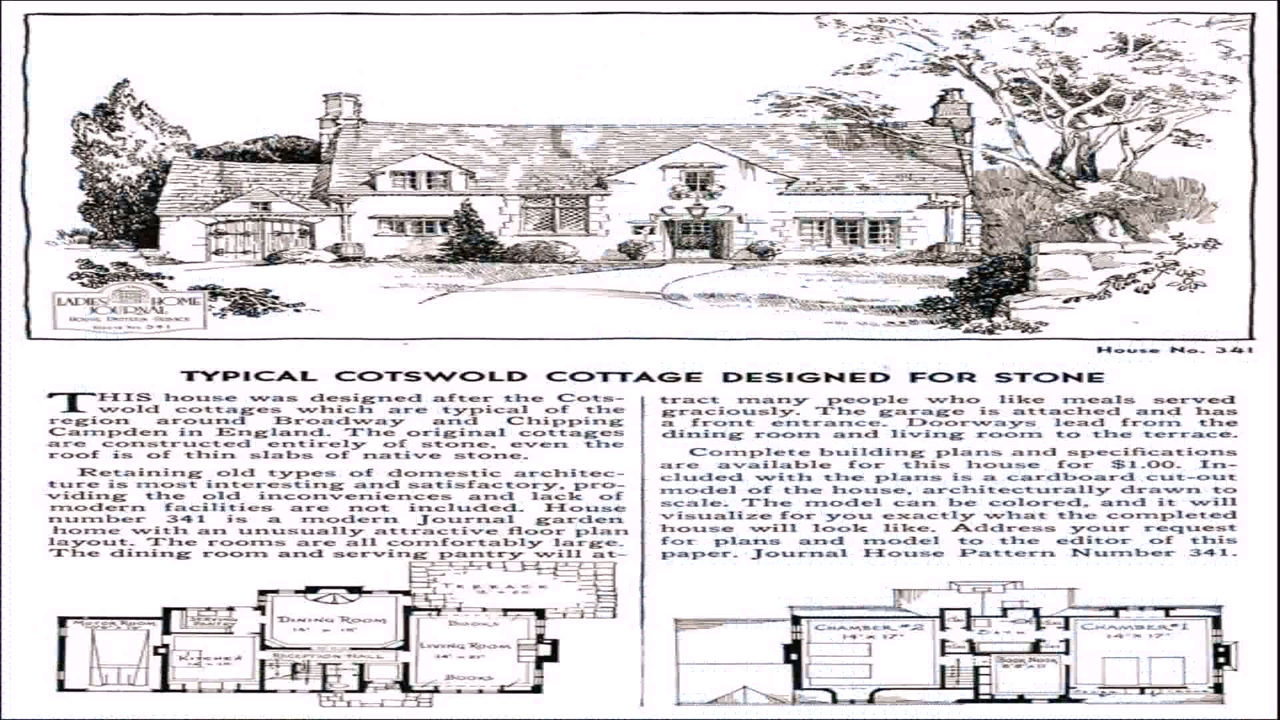 LADIES HOME
JOURNAL
HOUSE PATTERN SERVICE
HOUSE NO. 341
House No. 341
TYPICAL COTSWOLD COTTAGE DESIGNED FOR STONE
THIS house was designed after the Cots-
wold cottages which are typical of the
region around Broadway and Chipping
Campden in England. The original cottages
are constructed entirely of stone, even the
roof is of thin slabs of native stone.
Retaining old types of domestic architec-
ture is most interesting and satisfactory, pro-
viding the old inconveniences and lack of
modern facilities are not included. House
number 341 is a modern Journal garden
home with an unusually attractive floor plan
layout. The rooms are all comfortably large.
The dining room and serving pantry will at-
tract many people who like meals served
graciously. The garage is attached and has
a front entrance. Doorways lead from the
dining room and living room to the terrace.
Complete building plans and specifications
are available for this house for $1.00. In-
cluded with the plans is a cardboard cut-out
model of the house, architecturally drawn to
scale. The model can be colored, and it will
visualize for you exactly what the completed
house will look like. Address your request
for plans and model to the editor of this
paper. Journal House Pattern Number 341.
TERRACE
MOTOR ROOM
SERVING
PANTRY
KITCHEN
DINING ROOM
RECEPTION HALL
BOOKS
LIVING ROOM
14' x 21'
BOOKS
CHAMBER #2
14' x 17'
BATH
BOOK NOOK
CHAMBER #1
14' x 17'